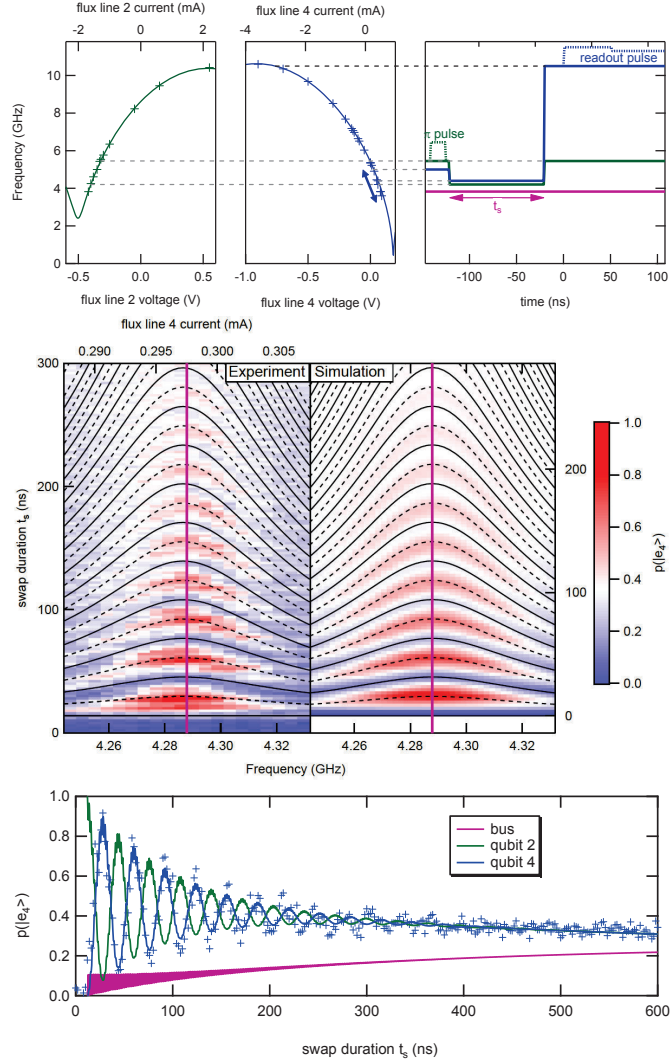 flux line 2 current (mA)
flux line 4 current (mA)
-2 0 2
-4 -2 0
10
8
6
4
2
0
Frequency (GHz)
readout pulse
π pulse
t_s
-0.5 0.0 0.5
-1.0 -0.5 0.0
-100 -50 0 50 100
flux line 2 voltage (V)
flux line 4 voltage (V)
time (ns)
flux line 4 current (mA)
0.290 0.295 0.300 0.305
300
200
100
0
swap duration t_s (ns)
Experiment
Simulation
200
100
0
1.0
0.8
0.6
0.4
0.2
0.0
p(|e_4>)
4.26 4.28 4.30 4.32
4.26 4.28 4.30 4.32
Frequency (GHz)
1.0
0.8
0.6
0.4
0.2
0.0
p(|e_4>)
bus
qubit 2
qubit 4
0 100 200 300 400 500 600
swap duration t_s (ns)